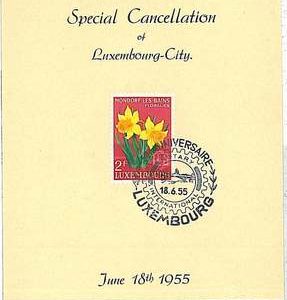 Special Cancellation
of
Luxembourg-City.
MONDORF-LES-BAINS
FLORALIES
2F
LUXEMBOURG
ANNIVERSAIRE
ROTARY
18.6.55
INTERNATIONAL
LUXEMBOURG
June 18th 1955